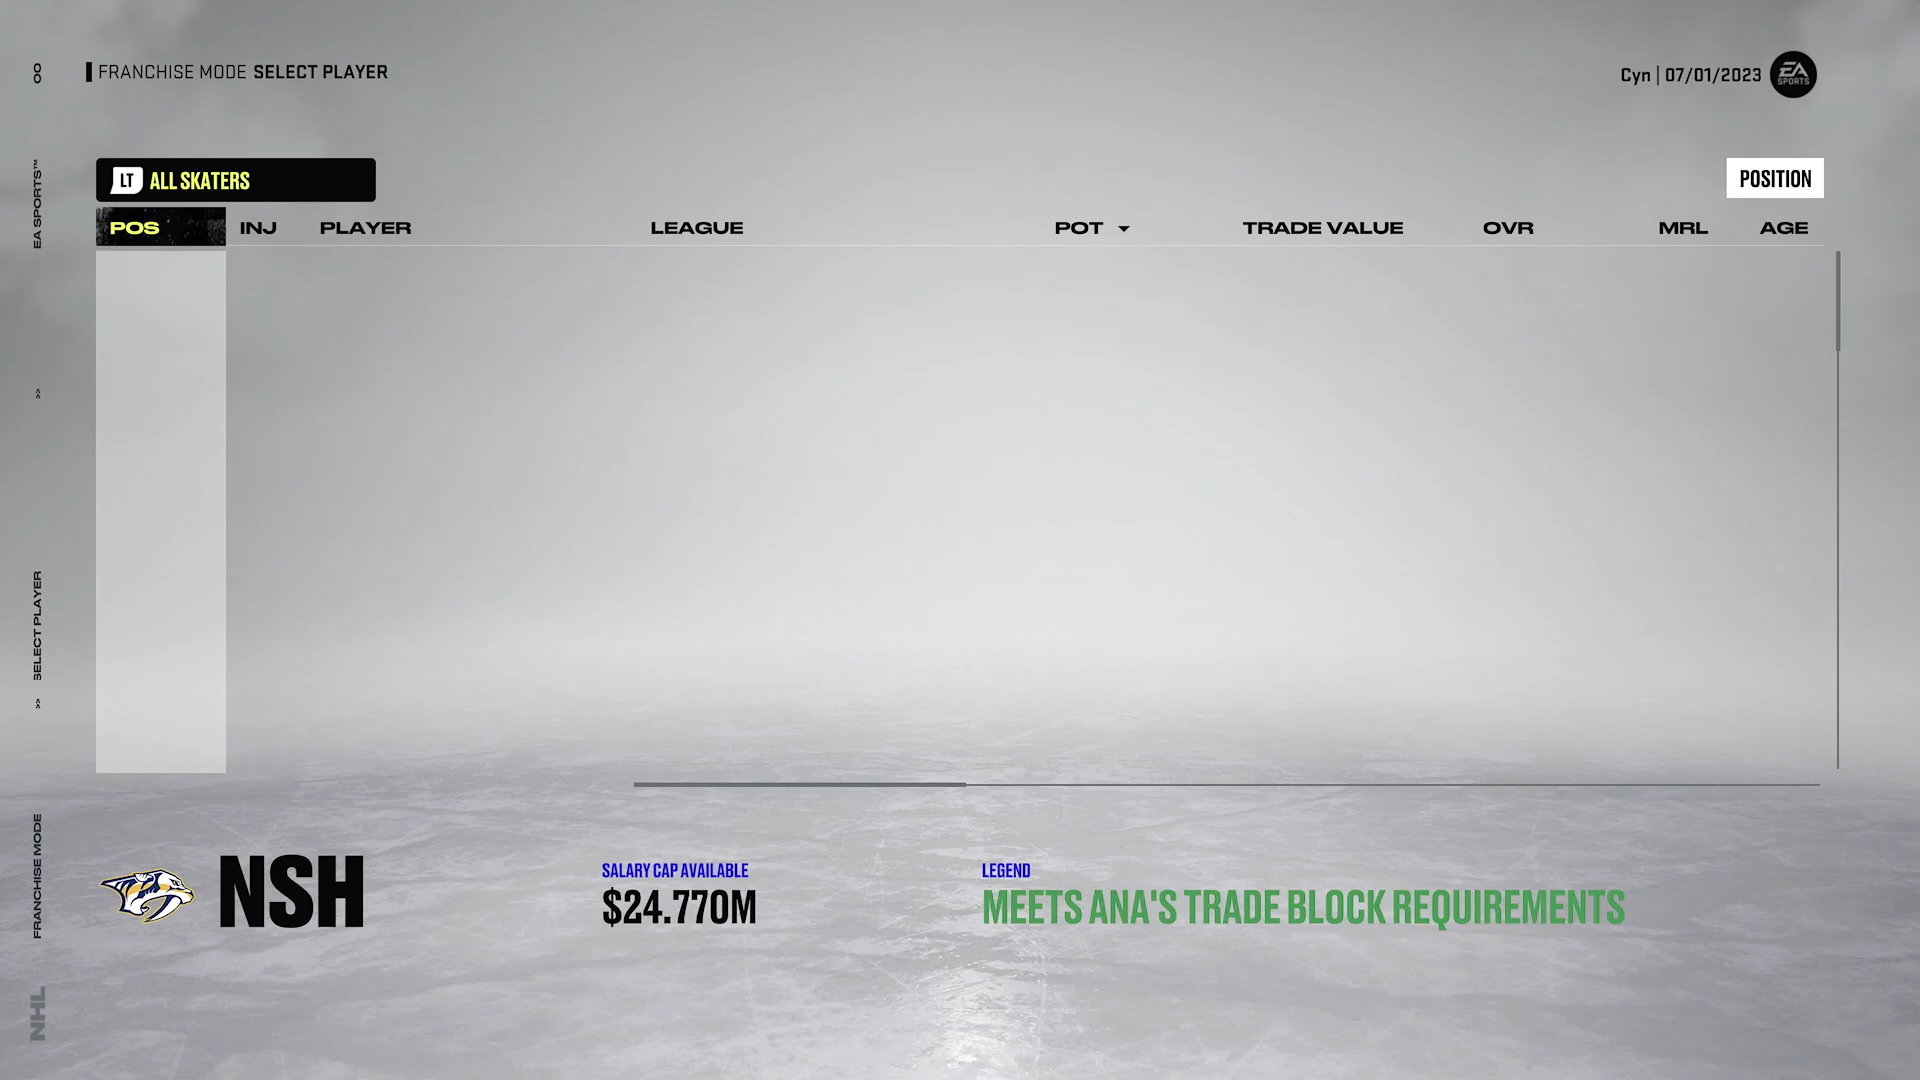 FRANCHISE MODE SELECT PLAYER
Cyn | 07/01/2023
EA SPORTS
LT ALL SKATERS
POSITION
POS INJ PLAYER LEAGUE POT TRADE VALUE OVR MRL AGE
NSH
SALARY CAP AVAILABLE
$24.770M
LEGEND
MEETS ANA'S TRADE BLOCK REQUIREMENTS
00
EA SPORTS™
>>
SELECT PLAYER
>>
FRANCHISE MODE
NHL